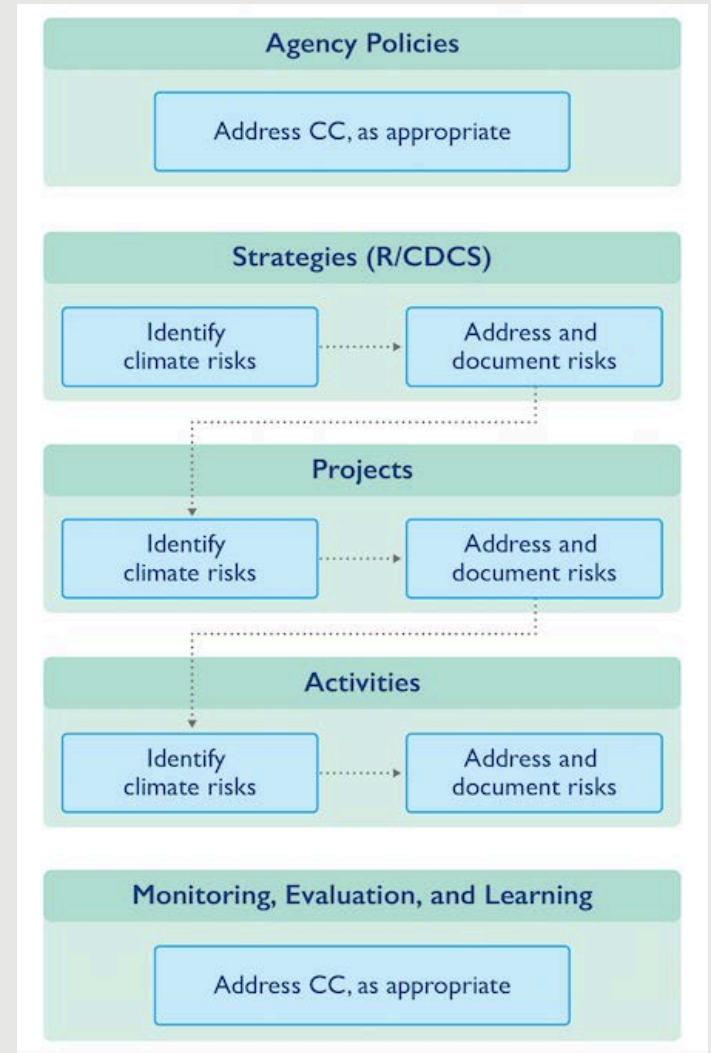 Agency Policies
Address CC, as appropriate
Strategies (R/CDCS)
Identify
climate risks
Address and
document risks
Projects
Identify
climate risks
Address and
document risks
Activities
Identify
climate risks
Address and
document risks
Monitoring, Evaluation, and Learning
Address CC, as appropriate